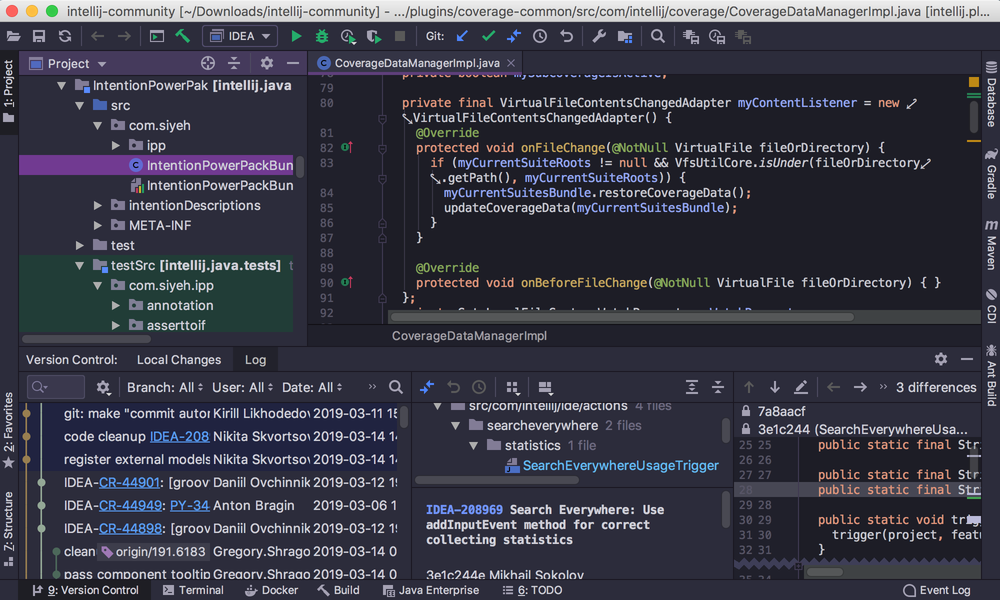 intellij-community [~/Downloads/intellij-community] - .../plugins/coverage-common/src/com/intellij/coverage/CoverageDataManagerImpl.java [intellij.pl...
IDEA
Git:
1: Project
2: Favorites
7: Structure
Project
IntentionPowerPak [intellij.java
src
com.siyeh
ipp
IntentionPowerPackBun
IntentionPowerPackBun
intentionDescriptions
META-INF
test
testSrc [intellij.java.tests] t
com.siyeh.ipp
annotation
asserttoif
CoverageDataManagerImpl.java
78 private boolean mySubCoverageIsActive;
79
80 private final VirtualFileContentsChangedAdapter myContentListener = new
VirtualFileContentsChangedAdapter() {
81 @Override
82 protected void onFileChange(@NotNull VirtualFile fileOrDirectory) {
83 if (myCurrentSuiteRoots != null && VfsUtilCore.isUnder(fileOrDirectory
.getPath(), myCurrentSuiteRoots)) {
84 myCurrentSuitesBundle.restoreCoverageData();
85 updateCoverageData(myCurrentSuitesBundle);
86 }
87 }
88
89 @Override
90 protected void onBeforeFileChange(@NotNull VirtualFile fileOrDirectory) { }
91 };
92
CoverageDataManagerImpl
Database
Gradle
m Maven
CDI
Ant Build
Version Control: Local Changes Log
Branch: All User: All Date: All
git: make "commit autor Kirill Likhodedov 2019-03-11 15
code cleanup IDEA-208 Nikita Skvortsov 2019-03-14 14
register external models Nikita Skvortsov 2019-03-14 14
IDEA-CR-44901: [groovy Daniil Ovchinnik 2019-03-12 19
IDEA-CR-44949: PY-34 Anton Bragin 2019-03-06 1
IDEA-CR-44898: [groov Daniil Ovchinnik 2019-03-12 19
clean origin/191.6183 Gregory.Shrago 2019-03-14 0
pass component tooltip Gregory.Shrago 2019-03-14 0
src/com/intellij/ide/actions 4 files
searcheverywhere 2 files
statistics 1 file
SearchEverywhereUsageTrigger
IDEA-208969 Search Everywhere: Use
addInputEvent method for correct
collecting statistics
3e1c244e Mikhail Sokolov
3 differences
7a8aacf
3e1c244 (SearchEverywhereUsa...
25 25 public static final Stri
26 26
27 27 public static final Stri
28 public static final Stri
29 28
30 29 public static void trigg
31 30 trigger(project, featu
32 31 }
35 34
9: Version Control
Terminal
Docker
Build
Java Enterprise
6: TODO
Event Log